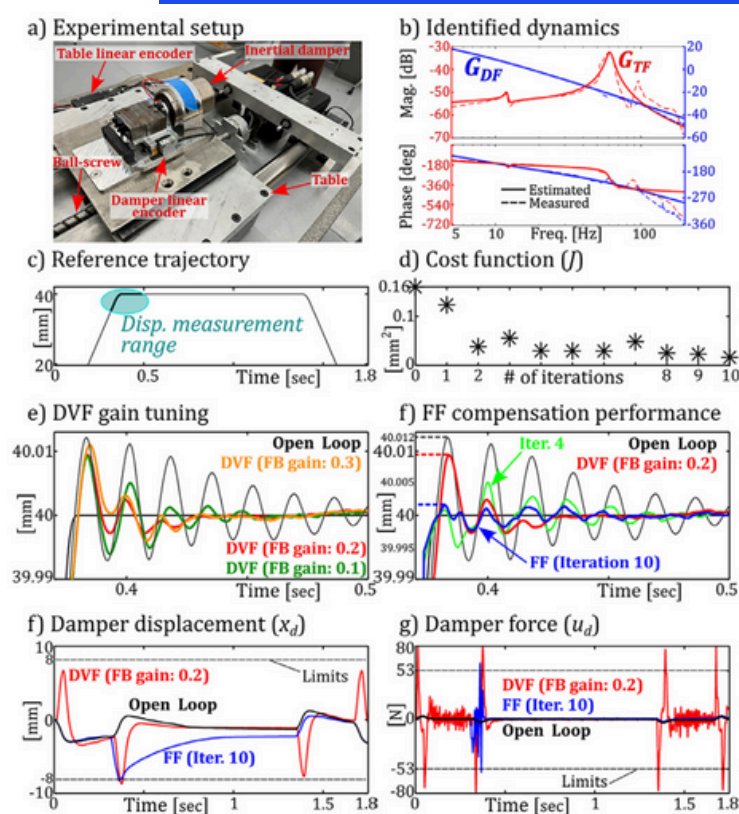 a) Experimental setup
Table linear encoder
Inertial damper
Ball-screw
Damper linear encoder
Table
b) Identified dynamics
Mag. [dB]
-30
-40
-50
-60
-70
G_DF
G_TF
20
0
-20
-40
-60
Phase [deg]
-180
-360
-540
-720
Estimated
Measured
-180
-270
-360
5
10
Freq. [Hz]
100
c) Reference trajectory
[mm]
40
20
Disp. measurement range
0
0.5
Time [sec]
1.8
d) Cost function (J)
[mm²]
0.16
0.1
0
0
1
2
4
6
8
9
10
# of iterations
e) DVF gain tuning
[mm]
40.01
40
39.99
Open Loop
DVF (FB gain: 0.3)
DVF (FB gain: 0.2)
DVF (FB gain: 0.1)
0.4
Time [sec]
0.5
f) FF compensation performance
[mm]
40.012
40.01
40.005
40
39.995
39.99
Iter. 4
Open Loop
DVF (FB gain: 0.2)
FF (Iteration 10)
0.4
Time [sec]
0.5
f) Damper displacement (x_d)
[mm]
10
8
0
-8
-10
Limits
DVF (FB gain: 0.2)
Open Loop
FF (Iter. 10)
0
1
1.5
1.8
Time [sec]
g) Damper force (u_d)
[N]
80
53
0
-53
-80
DVF (FB gain: 0.2)
FF (Iter. 10)
Open Loop
Limits
0
0.5
1
1.5
1.8
Time [sec]